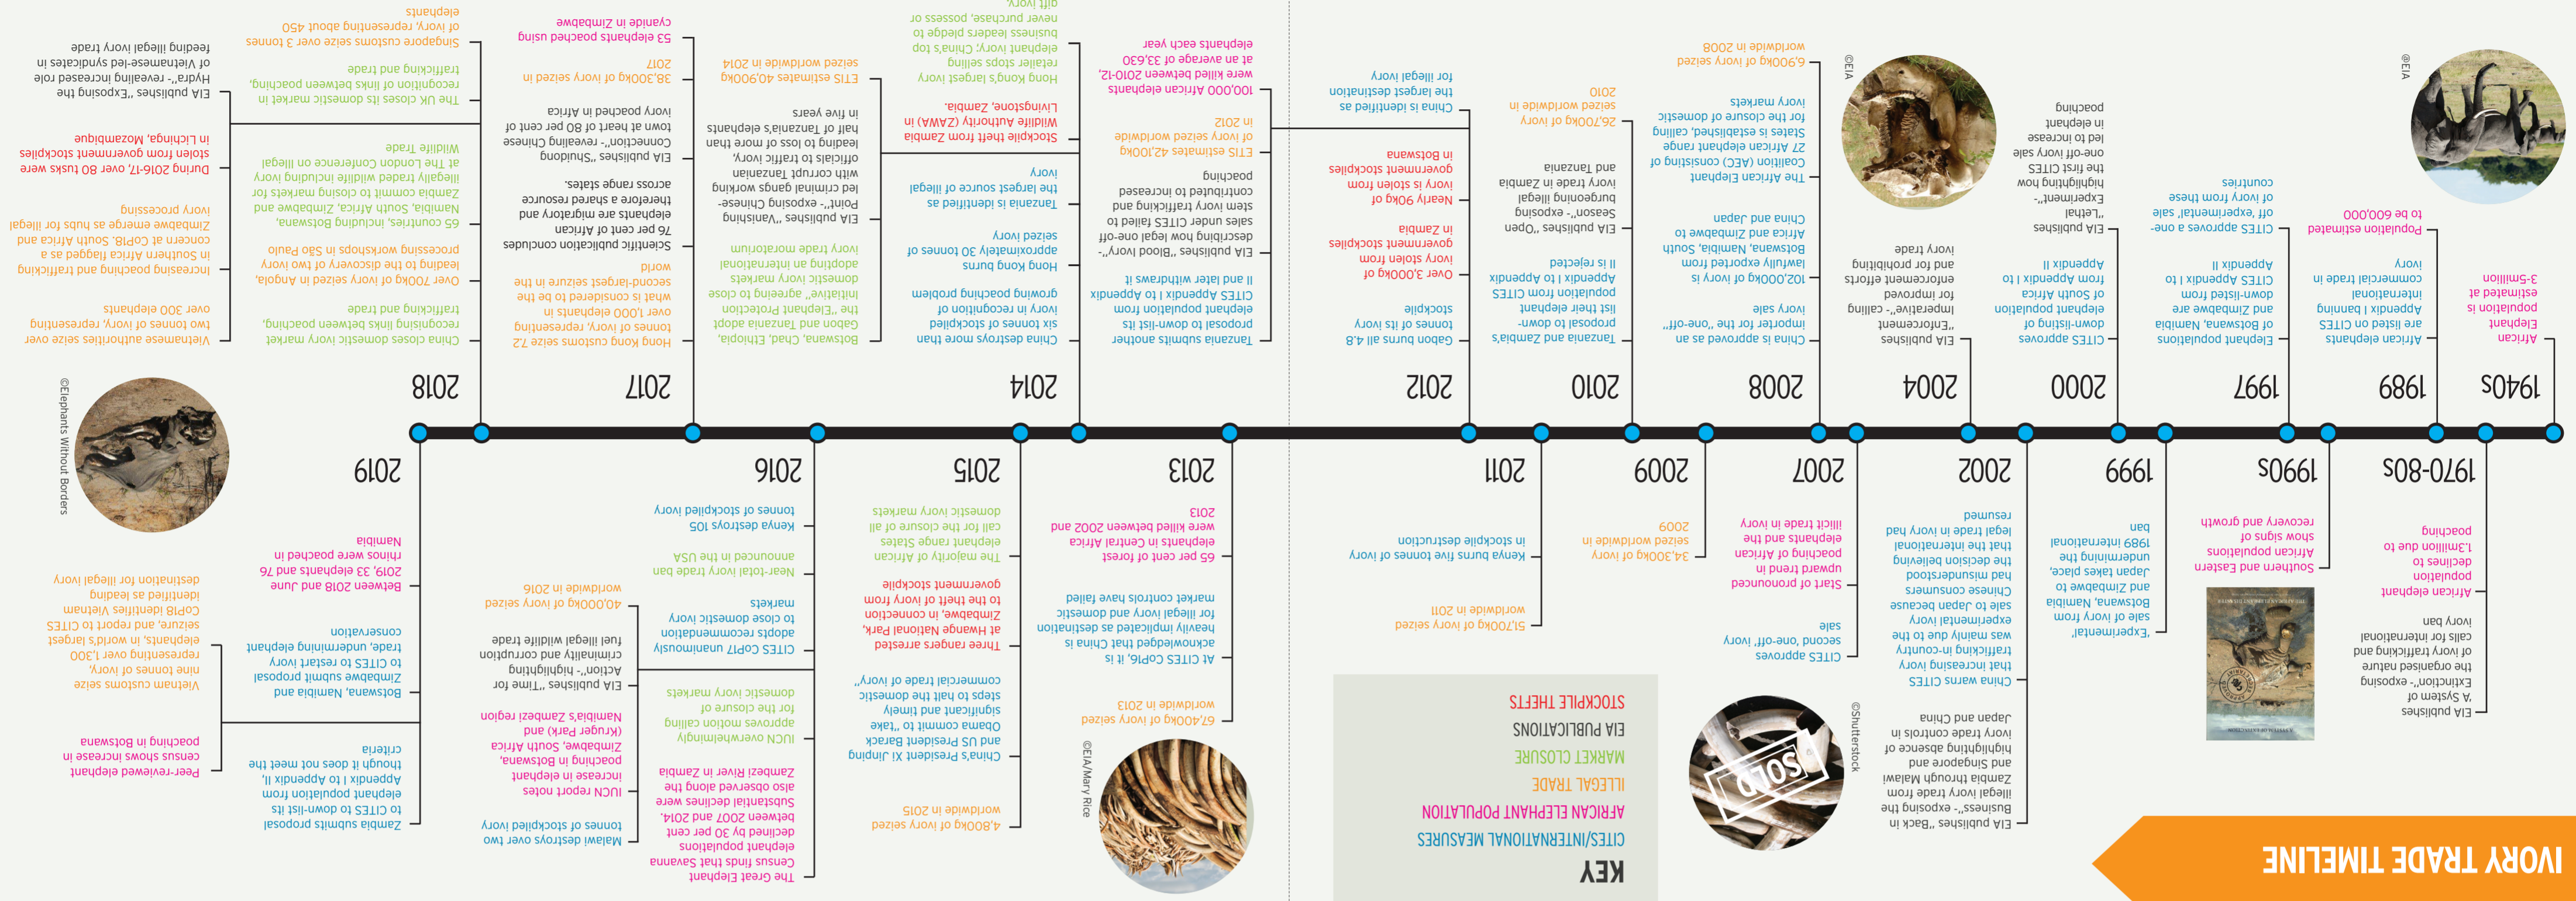 IVORY TRADE TIMELINE
KEY
CITES/INTERNATIONAL MEASURES
AFRICAN ELEPHANT POPULATION
ILLEGAL TRADE
MARKET CLOSURE
EIA PUBLICATIONS
STOCKPILE THEFTS
EIA publishes
'A System of
Extinction"- exposing
the organised nature
of ivory trafficking and
calls for international
ivory ban
African elephant
population
declines to
1.3million due to
poaching
1970-80s
Southern and Eastern
African populations
show signs of
recovery and growth
1990s
'Experimental'
sale of ivory from
Botswana, Namibia
and Zimbabwe to
Japan takes place,
undermining the
1989 international
ban
1999
EIA publishes "Back in
Business"- exposing the
illegal ivory trade from
Zambia through Malawi
and Singapore and
highlighting absence of
ivory trade controls in
Japan and China
China warns CITES
that increasing ivory
trafficking in-country
was mainly due to the
experimental ivory
sale to Japan because
Chinese consumers
had misunderstood
the decision believing
that the international
legal trade in ivory had
resumed
2002
SOLD
©Shutterstock
CITES approves
second 'one-off' ivory
sale
Start of pronounced
upward trend in
poaching of African
elephants and the
illicit trade in ivory
2007
34,300kg of ivory
seized worldwide in
2009
2009
51,700kg of ivory seized
worldwide in 2011
Kenya burns five tonnes of ivory
in stockpile destruction
2011
©EIA/Mary Rice
67,400kg of ivory seized
worldwide in 2013
At CITES CoP16, it is
acknowledged that China is
heavily implicated as destination
for illegal ivory and domestic
market controls have failed
65 per cent of forest
elephants in Central Africa
were killed between 2002 and
2013
2013
4,800kg of ivory seized
worldwide in 2015
China's President Xi Jinping
and US President Barack
Obama commit to "take
significant and timely
steps to halt the domestic
commercial trade of ivory"
Three rangers arrested
at Hwange National Park,
Zimbabwe, in connection
to the theft of ivory from
government stockpile
The majority of African
elephant range States
call for the closure of all
domestic ivory markets
2015
The Great Elephant
Census finds that Savanna
elephant populations
declined by 30 per cent
between 2007 and 2014.
Substantial declines were
also observed along the
Zambezi River in Zambia
IUCN overwhelmingly
approves motion calling
for the closure of
domestic ivory markets
CITES CoP17 unanimously
adopts recommendation
to close domestic ivory
markets
Near-total ivory trade ban
announced in the USA
Kenya destroys 105
tonnes of stockpiled ivory
Malawi destroys over two
tonnes of stockpiled ivory
IUCN report notes
increase in elephant
poaching in Botswana,
Zimbabwe, South Africa
(Kruger Park) and
Namibia's Zambezi region
EIA publishes "Time for
Action"- highlighting
criminality and corruption
fuel illegal wildlife trade
40,000kg of ivory seized
worldwide in 2016
2016
Zambia submits proposal
to CITES to down-list its
elephant population from
Appendix I to Appendix II,
though it does not meet the
criteria
Botswana, Namibia and
Zimbabwe submit proposal
to CITES to restart ivory
trade, undermining elephant
conservation
Between 2018 and June
2019, 33 elephants and 76
rhinos were poached in
Namibia
Peer-reviewed elephant
census shows increase in
poaching in Botswana
Vietnam customs seize
nine tonnes of ivory,
representing over 1,300
elephants, in world's largest
seizure, and report to CITES
CoP18 identifies Vietnam
identified as leading
destination for illegal ivory
2019
©Elephants Without Borders
1940s
African
Elephant
population is
estimated at
3-5million
1989
African elephants
are listed on CITES
Appendix I banning
international
commercial trade in
ivory
Population estimated
to be 600,000
@EIA
1997
Elephant populations
of Botswana, Namibia
and Zimbabwe are
down-listed from
CITES Appendix I to
Appendix II
CITES approves a one-
off 'experimental' sale
of ivory from these
countries
2000
CITES approves
down-listing of
elephant population
of South Africa
from Appendix I to
Appendix II
EIA publishes
"Lethal
Experiment"-
highlighting how
the first CITES
one-off ivory sale
led to increase
in elephant
poaching
2004
EIA publishes
"Enforcement
Imperative"- calling
for improved
enforcement efforts
and for prohibiting
ivory trade
©EIA
2008
China is approved as an
importer for the "one-off"
ivory sale
102,000kg of ivory is
lawfully exported from
Botswana, Namibia, South
Africa and Zimbabwe to
China and Japan
The African Elephant
Coalition (AEC) consisting of
27 African elephant range
States is established, calling
for the closure of domestic
ivory markets
6,900kg of ivory seized
worldwide in 2008
2010
Tanzania and Zambia's
proposal to down-
list their elephant
population from CITES
Appendix I to Appendix
II is rejected
EIA publishes "Open
Season"- exposing
burgeoning illegal
ivory trade in Zambia
and Tanzania
26,700kg of ivory
seized worldwide in
2010
2012
Gabon burns all 4.8
tonnes of its ivory
stockpile
Over 3,000kg of
ivory stolen from
government stockpiles
in Zambia
Nearly 90kg of
ivory is stolen from
government stockpiles
in Botswana
China is identified as
the largest destination
for illegal ivory
Tanzania submits another
proposal to down-list its
elephant population from
CITES Appendix I to Appendix
II and later withdraws it
EIA publishes "Blood Ivory"-
describing how legal one-off
sales under CITES failed to
stem ivory trafficking and
contributed to increased
poaching
ETIS estimates 42,100kg
of ivory seized worldwide
in 2012
100,000 African elephants
were killed between 2010-12,
at an average of 33,630
elephants each year
2014
China destroys more than
six tonnes of stockpiled
ivory in recognition of
growing poaching problem
Hong Kong burns
approximately 30 tonnes of
seized ivory
Tanzania is identified as
the largest source of illegal
ivory
Stockpile theft from Zambia
Wildlife Authority (ZAWA) in
Livingstone, Zambia.
Hong Kong's largest ivory
retailer stops selling
elephant ivory; China's top
business leaders pledge to
never purchase, possess or
gift ivory.
Botswana, Chad, Ethiopia,
Gabon and Tanzania adopt
the "Elephant Protection
Initiative" agreeing to close
domestic ivory markets
adopting an international
ivory trade moratorium
EIA publishes "Vanishing
Point"- exposing Chinese-
led criminal gangs working
with corrupt Tanzanian
officials to traffic ivory,
leading to loss of more than
half of Tanzania's elephants
in five years
ETIS estimates 40,900kg
seized worldwide in 2014
2017
Hong Kong customs seize 7.2
tonnes of ivory, representing
over 1,000 elephants in
what is considered to be the
second-largest seizure in the
world
Scientific publication concludes
76 per cent of African
elephants are migratory and
therefore a shared resource
across range states.
EIA publishes "Shuidong
Connection"- revealing Chinese
town at heart of 80 per cent of
ivory poached in Africa
38,300kg of ivory seized in
2017
53 elephants poached using
cyanide in Zimbabwe
2018
China closes domestic ivory market
recognising links between poaching,
trafficking and trade
Over 700kg of ivory seized in Angola,
leading to the discovery of two ivory
processing workshops in São Paulo
65 countries, including Botswana,
Namibia, South Africa, Zimbabwe and
Zambia commit to closing markets for
illegally traded wildlife including ivory
at The London Conference on Illegal
Wildlife Trade
The UK closes its domestic market in
recognition of links between poaching,
trafficking and trade
Singapore customs seize over 3 tonnes
of ivory, representing about 450
elephants
Vietnamese authorities seize over
two tonnes of ivory, representing
over 300 elephants
Increasing poaching and trafficking
in Southern Africa flagged as a
concern at CoP18. South Africa and
Zimbabwe emerge as hubs for illegal
ivory processing
During 2016-17, over 80 tusks were
stolen from government stockpiles
in Lichinga, Mozambique
EIA publishes "Exposing the
Hydra"- revealing increased role
of Vietnamese-led syndicates in
feeding illegal ivory trade